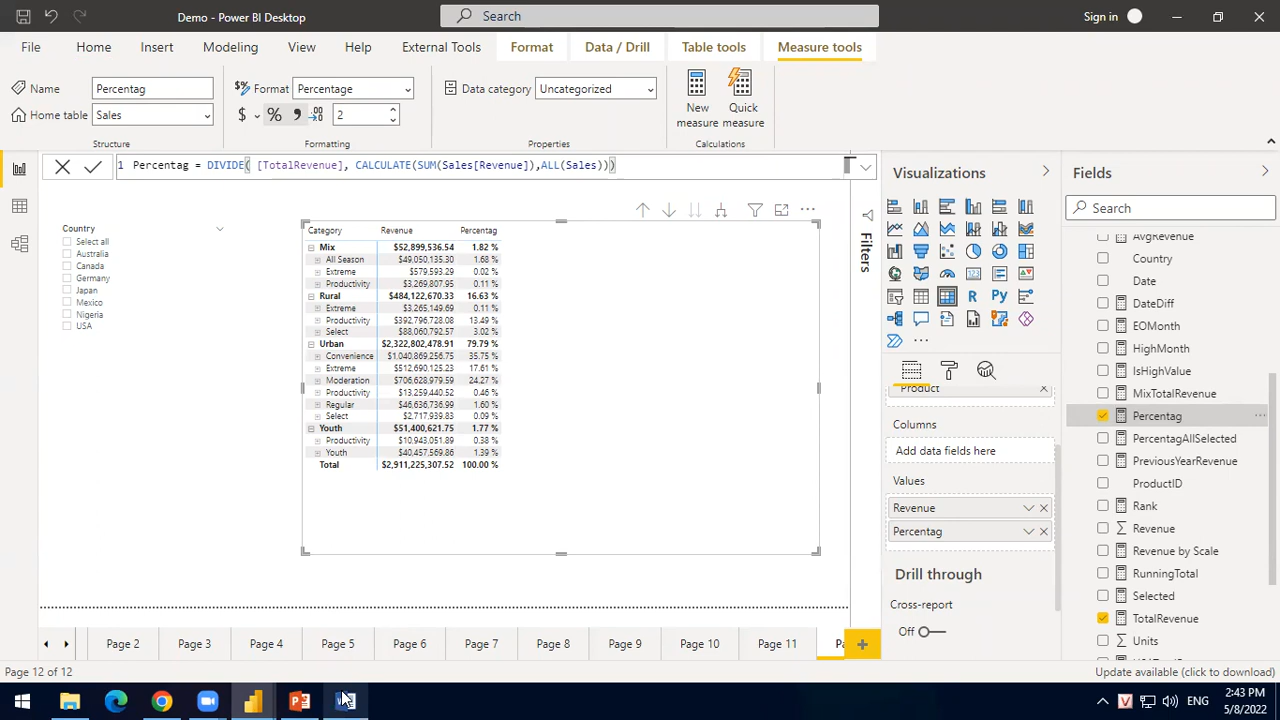 Demo - Power BI Desktop
Search
Sign in
File
Home
Insert
Modeling
View
Help
External Tools
Format
Data / Drill
Table tools
Measure tools
Name
Percentag
Home table
Sales
Structure
Format
Percentage
$ % , .00 2
Formatting
Data category
Uncategorized
Properties
New measure
Quick measure
Calculations
1 Percentag = DIVIDE( [TotalRevenue], CALCULATE(SUM(Sales[Revenue]),ALL(Sales)))
Country
Select all
Australia
Canada
Germany
Japan
Mexico
Nigeria
USA
Category Revenue Percentag
Mix $52,899,536.54 1.82 %
All Season $49,050,135.30 1.68 %
Extreme $579,593.29 0.02 %
Productivity $3,269,807.95 0.11 %
Rural $484,122,670.33 16.63 %
Extreme $3,265,149.69 0.11 %
Productivity $392,796,728.08 13.49 %
Select $88,060,792.57 3.02 %
Urban $2,322,802,478.91 79.79 %
Convenience $1,040,869,256.75 35.75 %
Extreme $512,690,125.23 17.61 %
Moderation $706,628,979.59 24.27 %
Productivity $13,259,440.52 0.46 %
Regular $46,636,736.99 1.60 %
Select $2,717,939.83 0.09 %
Youth $51,400,621.75 1.77 %
Productivity $10,943,051.89 0.38 %
Youth $40,457,569.86 1.39 %
Total $2,911,225,307.52 100.00 %
Filters
Visualizations
R
Py
Product
Columns
Add data fields here
Values
Revenue
Percentag
Drill through
Cross-report
Off
Fields
Search
AvgRevenue
Country
Date
DateDiff
EOMonth
HighMonth
IsHighValue
MixTotalRevenue
Percentag
PercentagAllSelected
PreviousYearRevenue
ProductID
Rank
Revenue
Revenue by Scale
RunningTotal
Selected
TotalRevenue
Units
Page 2
Page 3
Page 4
Page 5
Page 6
Page 7
Page 8
Page 9
Page 10
Page 11
Page 12 of 12
Update available (click to download)
ENG
2:43 PM
5/8/2022